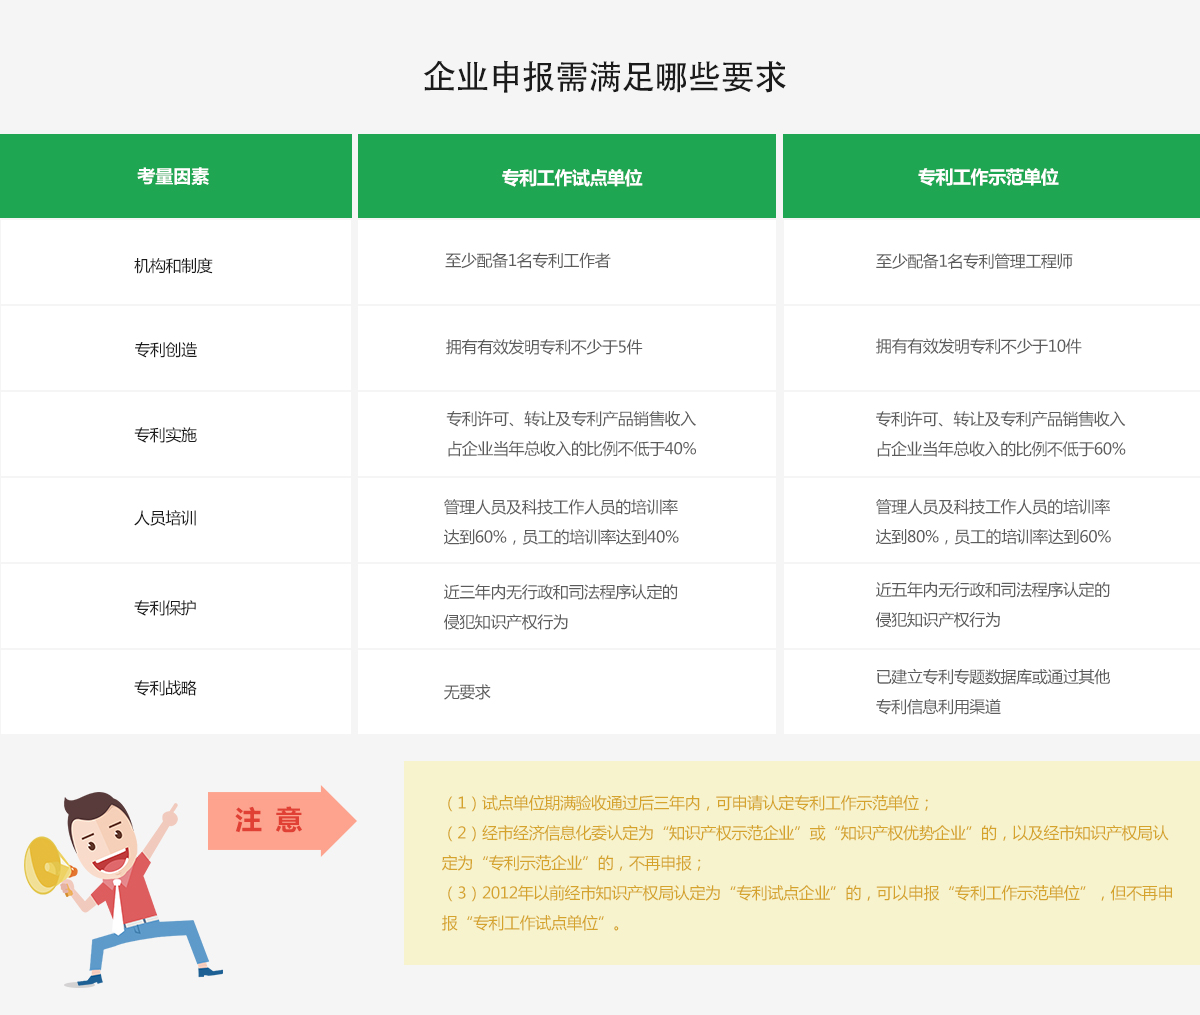 企业申报需满足哪些要求
考量因素
专利工作试点单位
专利工作示范单位
机构和制度
至少配备1名专利工作者
至少配备1名专利管理工程师
专利创造
拥有有效发明专利不少于5件
拥有有效发明专利不少于10件
专利实施
专利许可、转让及专利产品销售收入
占企业当年总收入的比例不低于40%
专利许可、转让及专利产品销售收入
占企业当年总收入的比例不低于60%
人员培训
管理人员及科技工作人员的培训率
达到60%，员工的培训率达到40%
管理人员及科技工作人员的培训率
达到80%，员工的培训率达到60%
专利保护
近三年内无行政和司法程序认定的
侵犯知识产权行为
近五年内无行政和司法程序认定的
侵犯知识产权行为
专利战略
无要求
已建立专利专题数据库或通过其他
专利信息利用渠道
注 意
（1）试点单位期满验收通过后三年内，可申请认定专利工作示范单位；
（2）经市经济信息化委认定为“知识产权示范企业”或“知识产权优势企业”的，以及经市知识产权局认
定为“专利示范企业”的，不再申报；
（3）2012年以前经市知识产权局认定为“专利试点企业”的，可以申报“专利工作示范单位”，但不再申
报“专利工作试点单位”。